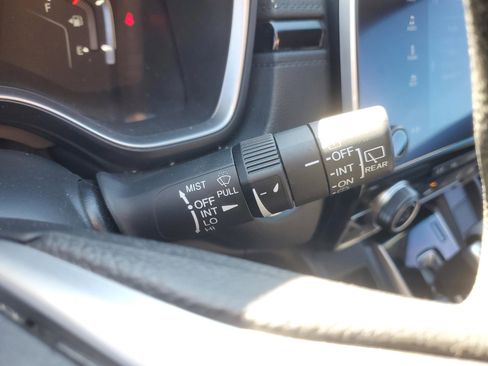 F
MIST
PULL
OFF
INT
LO
HI
OFF
INT
ON
REAR